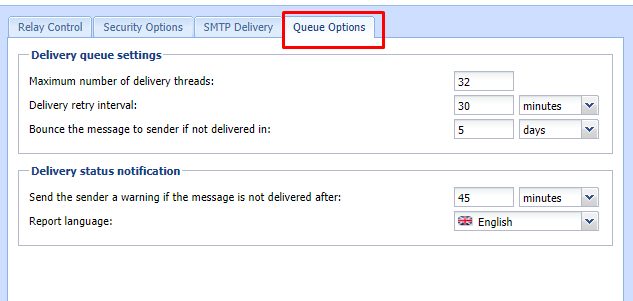 Relay Control Security Options SMTP Delivery Queue Options
Delivery queue settings
Maximum number of delivery threads: 32
Delivery retry interval: 30 minutes
Bounce the message to sender if not delivered in: 5 days
Delivery status notification
Send the sender a warning if the message is not delivered after: 45 minutes
Report language: English